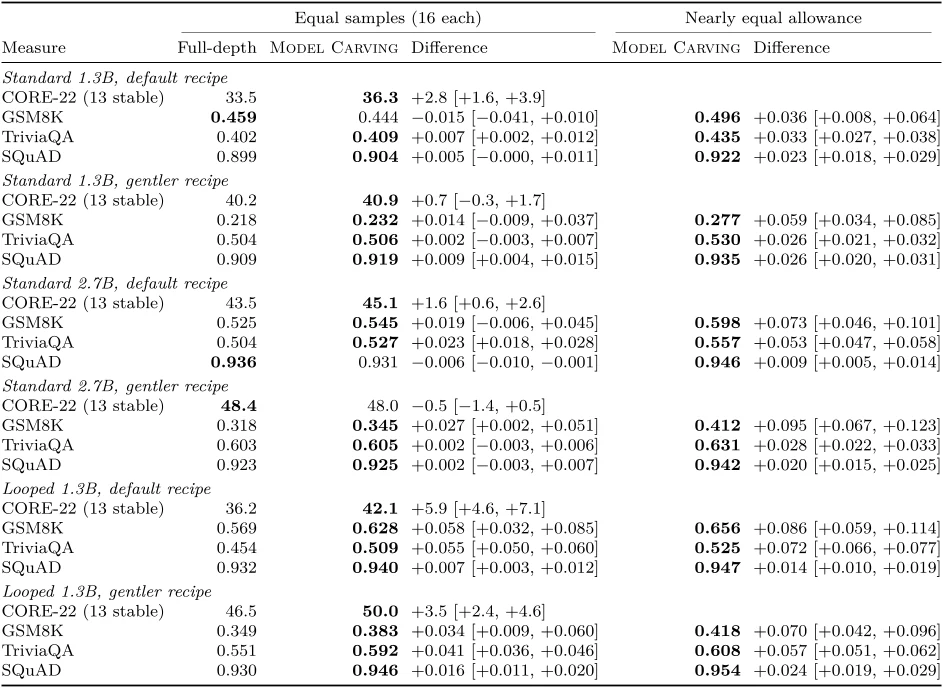 Equal samples (16 each) Nearly equal allowance
Measure Full-depth MODEL CARVING Difference MODEL CARVING Difference
Standard 1.3B, default recipe
CORE-22 (13 stable) 33.5 36.3 +2.8 [+1.6, +3.9]
GSM8K 0.459 0.444 −0.015 [−0.041, +0.010] 0.496 +0.036 [+0.008, +0.064]
TriviaQA 0.402 0.409 +0.007 [+0.002, +0.012] 0.435 +0.033 [+0.027, +0.038]
SQuAD 0.899 0.904 +0.005 [−0.000, +0.011] 0.922 +0.023 [+0.018, +0.029]
Standard 1.3B, gentler recipe
CORE-22 (13 stable) 40.2 40.9 +0.7 [−0.3, +1.7]
GSM8K 0.218 0.232 +0.014 [−0.009, +0.037] 0.277 +0.059 [+0.034, +0.085]
TriviaQA 0.504 0.506 +0.002 [−0.003, +0.007] 0.530 +0.026 [+0.021, +0.032]
SQuAD 0.909 0.919 +0.009 [+0.004, +0.015] 0.935 +0.026 [+0.020, +0.031]
Standard 2.7B, default recipe
CORE-22 (13 stable) 43.5 45.1 +1.6 [+0.6, +2.6]
GSM8K 0.525 0.545 +0.019 [−0.006, +0.045] 0.598 +0.073 [+0.046, +0.101]
TriviaQA 0.504 0.527 +0.023 [+0.018, +0.028] 0.557 +0.053 [+0.047, +0.058]
SQuAD 0.936 0.931 −0.006 [−0.010, −0.001] 0.946 +0.009 [+0.005, +0.014]
Standard 2.7B, gentler recipe
CORE-22 (13 stable) 48.4 48.0 −0.5 [−1.4, +0.5]
GSM8K 0.318 0.345 +0.027 [+0.002, +0.051] 0.412 +0.095 [+0.067, +0.123]
TriviaQA 0.603 0.605 +0.002 [−0.003, +0.006] 0.631 +0.028 [+0.022, +0.033]
SQuAD 0.923 0.925 +0.002 [−0.003, +0.007] 0.942 +0.020 [+0.015, +0.025]
Looped 1.3B, default recipe
CORE-22 (13 stable) 36.2 42.1 +5.9 [+4.6, +7.1]
GSM8K 0.569 0.628 +0.058 [+0.032, +0.085] 0.656 +0.086 [+0.059, +0.114]
TriviaQA 0.454 0.509 +0.055 [+0.050, +0.060] 0.525 +0.072 [+0.066, +0.077]
SQuAD 0.932 0.940 +0.007 [+0.003, +0.012] 0.947 +0.014 [+0.010, +0.019]
Looped 1.3B, gentler recipe
CORE-22 (13 stable) 46.5 50.0 +3.5 [+2.4, +4.6]
GSM8K 0.349 0.383 +0.034 [+0.009, +0.060] 0.418 +0.070 [+0.042, +0.096]
TriviaQA 0.551 0.592 +0.041 [+0.036, +0.046] 0.608 +0.057 [+0.051, +0.062]
SQuAD 0.930 0.946 +0.016 [+0.011, +0.020] 0.954 +0.024 [+0.019, +0.029]